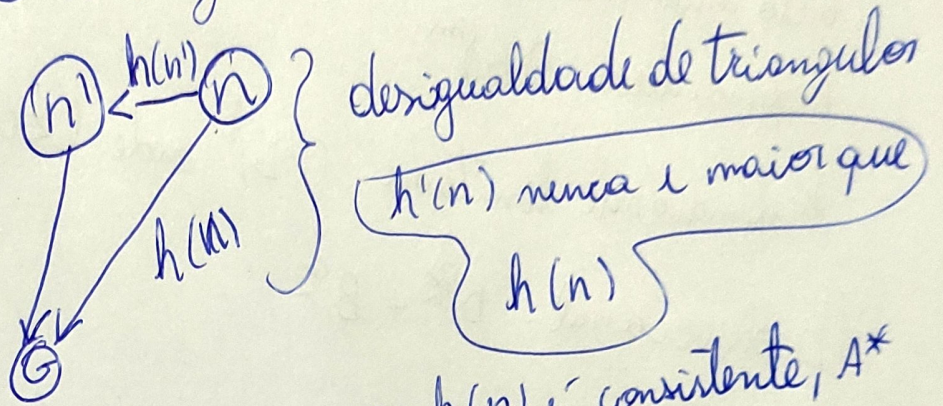 h(n')
n'
n
desigualdade de triangulos
h'(n) nunca e maior que
h(n)
h(n)
G
h(n) é consistente, A*